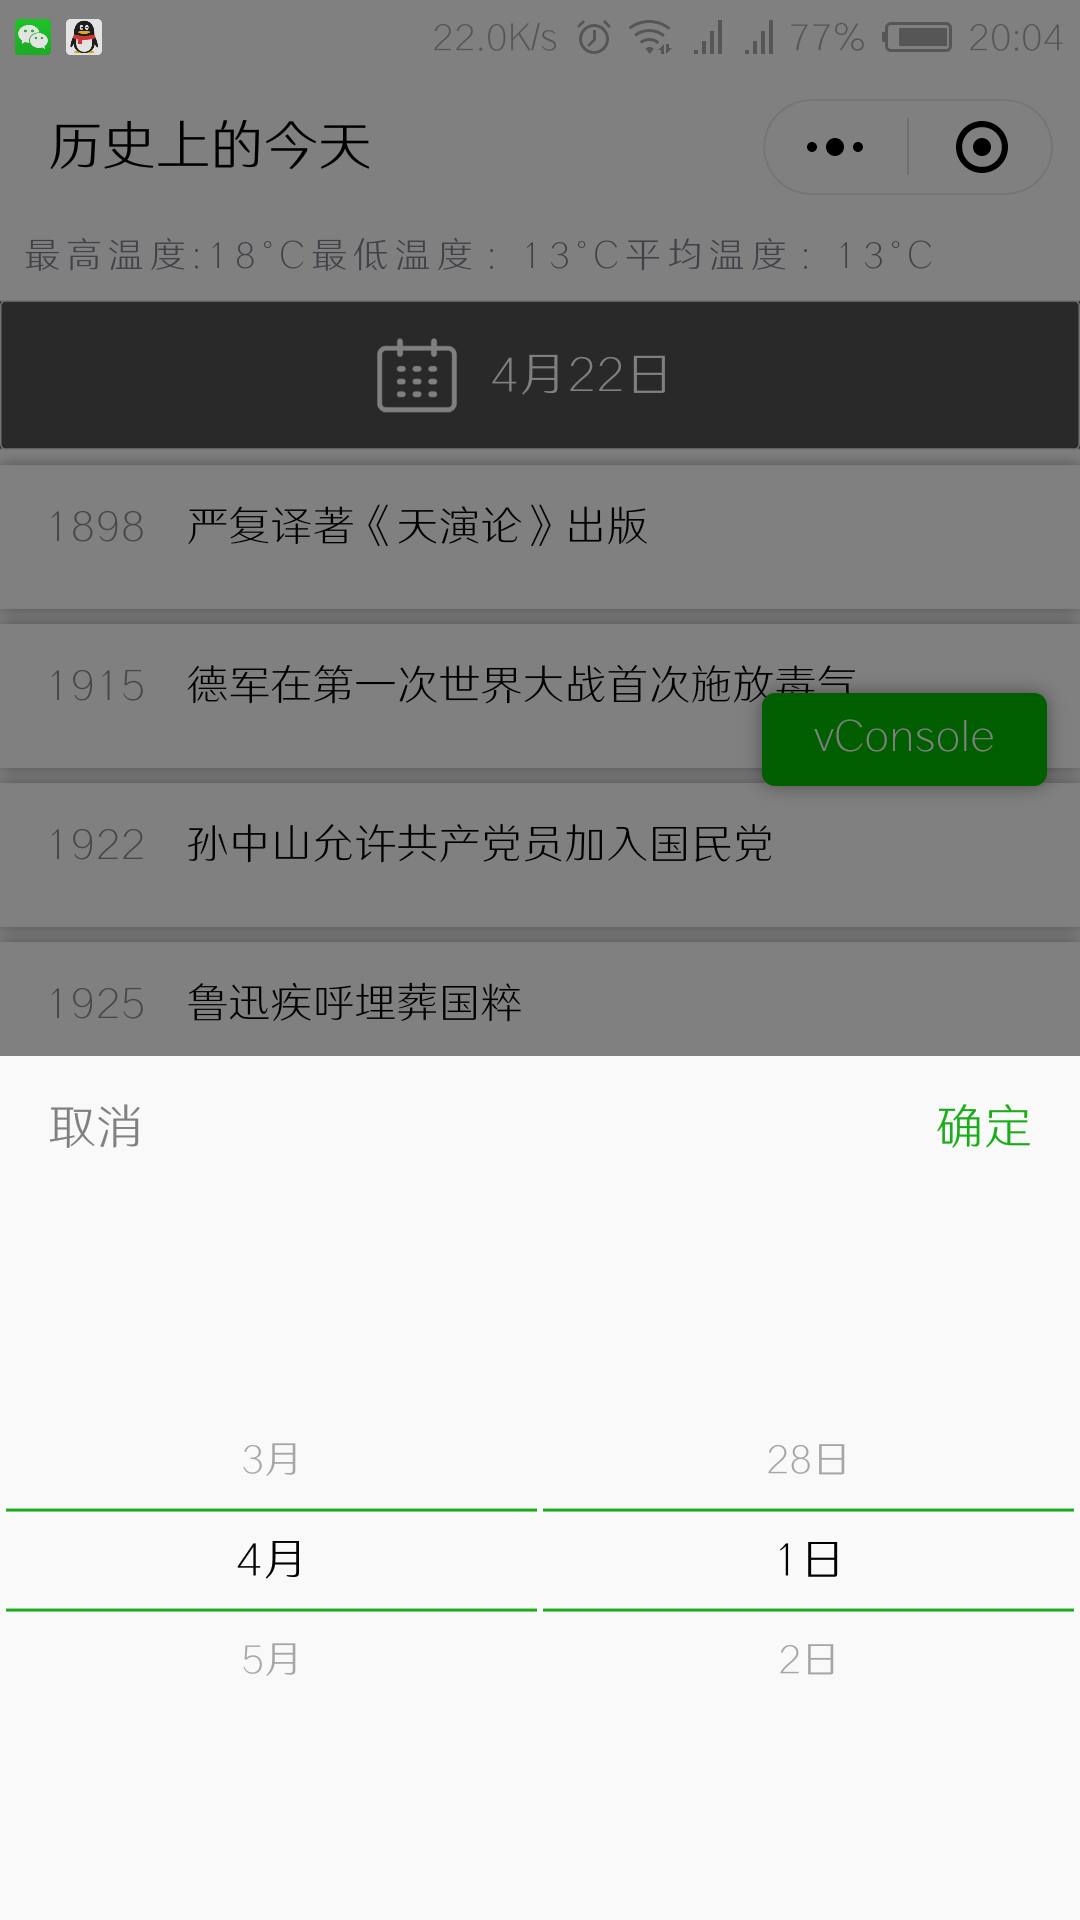 22.0K/s 77% 20:04
历史上的今天
最高温度:18°C最低温度：13°C平均温度：13°C
4月22日
1898 严复译著《天演论》出版
1915 德军在第一次世界大战首次施放毒气
vConsole
1922 孙中山允许共产党员加入国民党
1925 鲁迅疾呼埋葬国粹
取消 确定
3月 28日
4月 1日
5月 2日